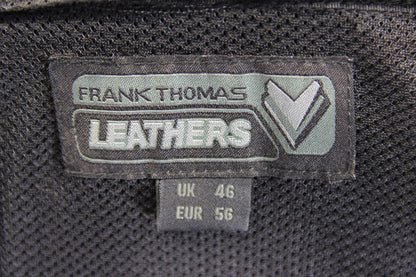 FRANK THOMAS
LEATHERS
UK 46
EUR 56